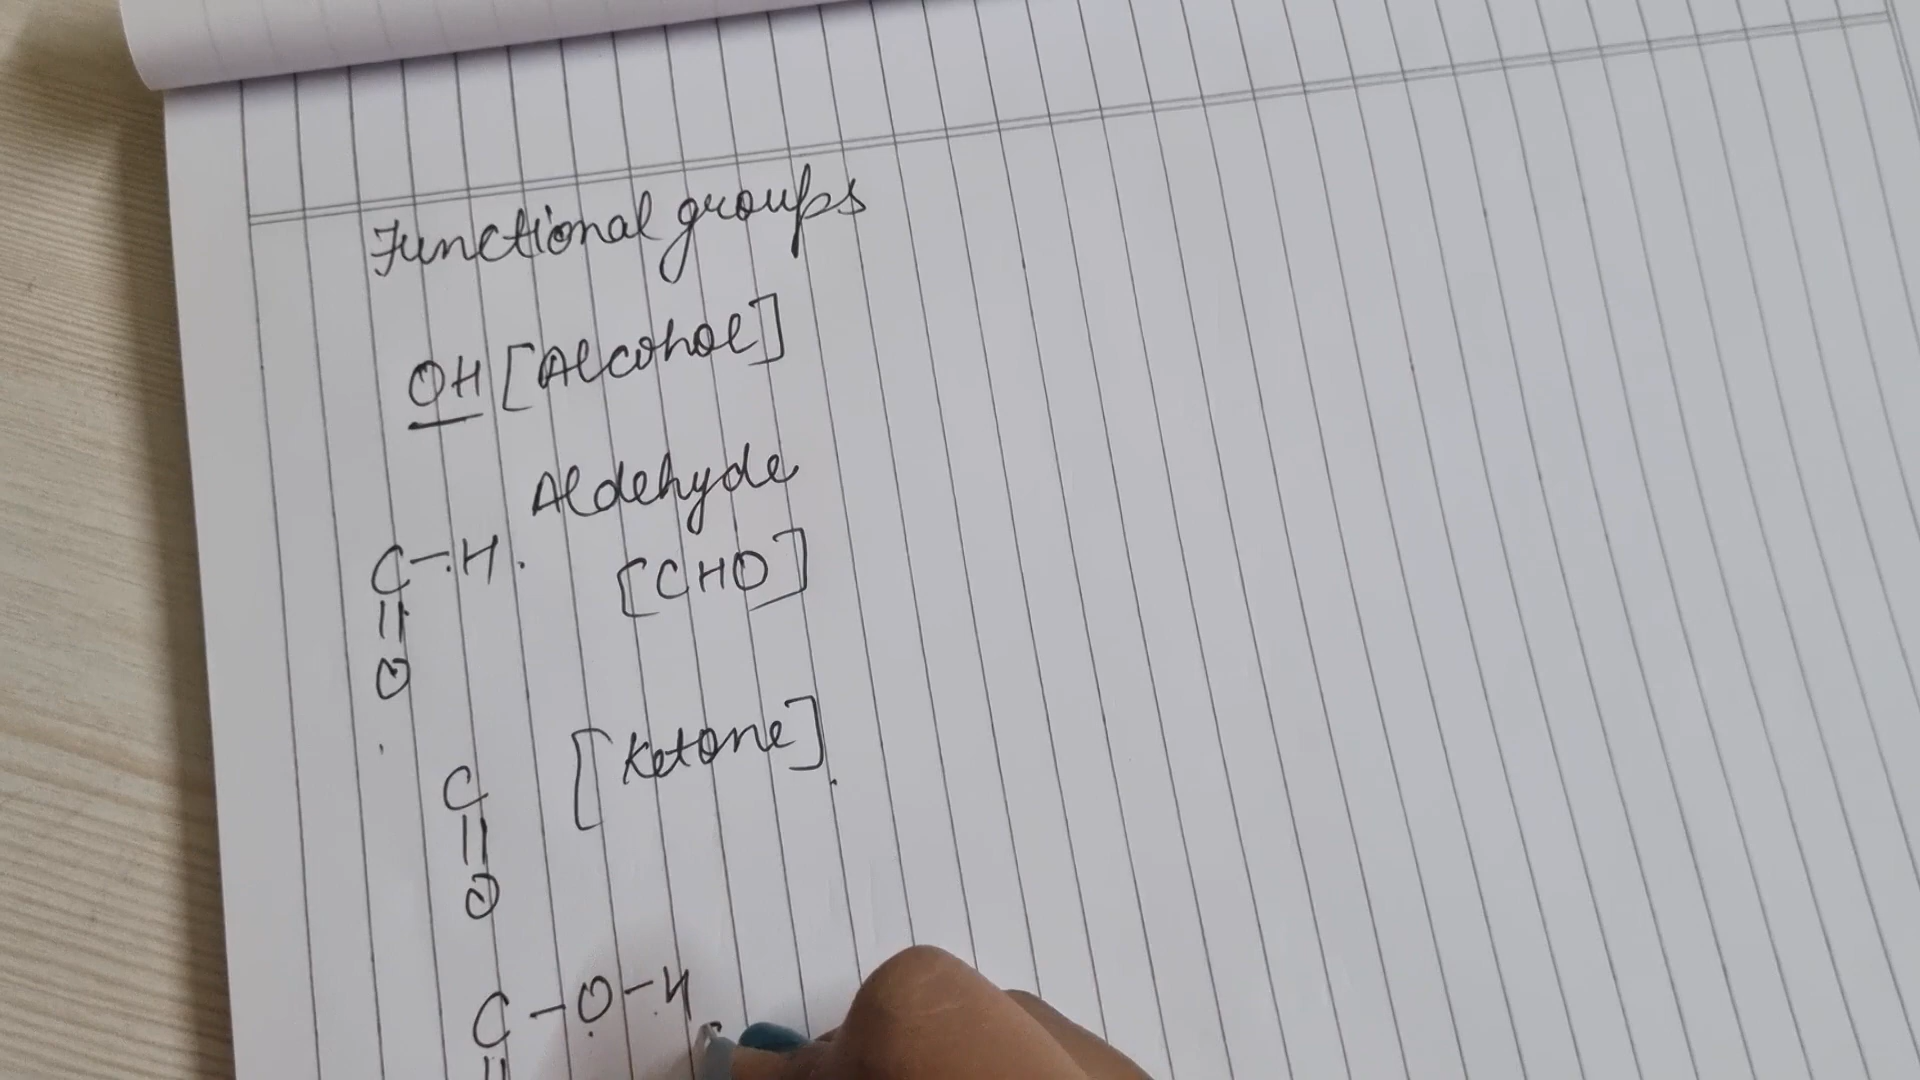 Functional groups
OH [Alcohol]
Aldehyde
C-H.
[CHO]
||
O
[Ketone].
C
||
O
C-O-H
||